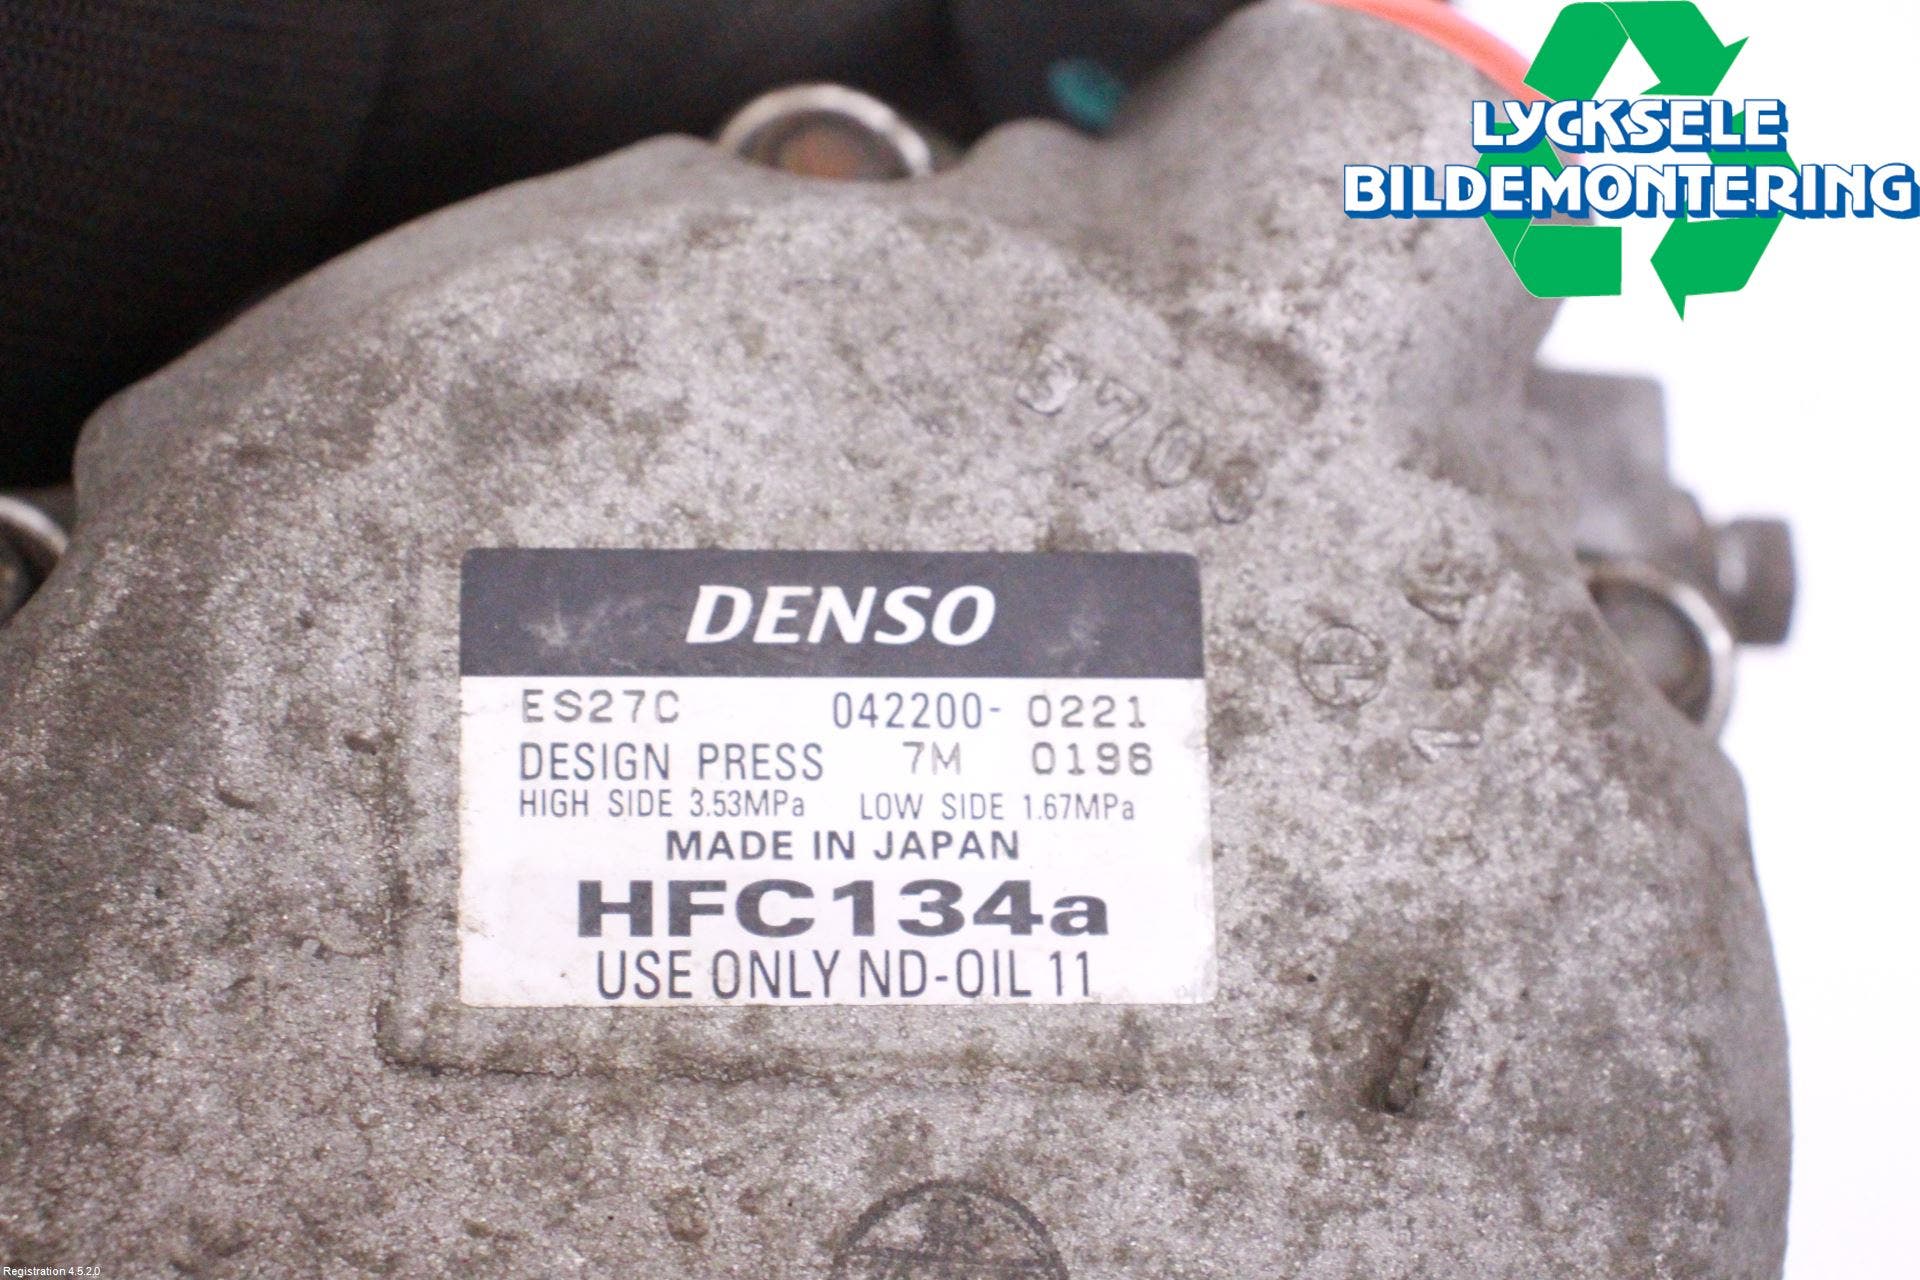 LYCKSELE
BILDEMONTERING
DENSO
ES27C 042200- 0221
DESIGN PRESS 7M 0196
HIGH SIDE 3.53MPa LOW SIDE 1.67MPa
MADE IN JAPAN
HFC134a
USE ONLY ND-OIL 11
Registration 4.5.2.0